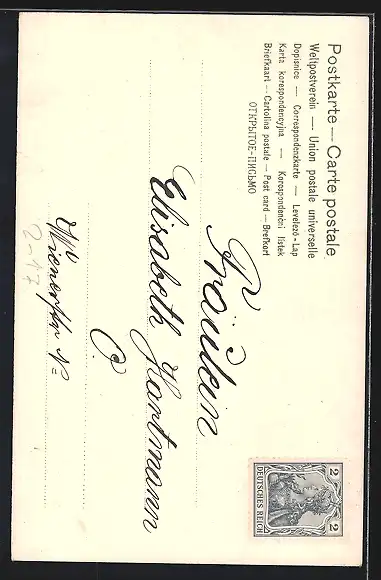 Postkarte — Carte postale
Weltpostverein — Union postale universelle
Dopisnice — Correspondenzkarte — Levelező-Lap
Karta korespondencyjna — Korespondenční lístek
Briefkaart — Cartolina postale — Post card — Brefkort
ОТКРЫТОЕ-ПИСЬМО
2 2
DEUTSCHES REICH
Fräulein
Elisabeth Hartmann
Wienerstr №